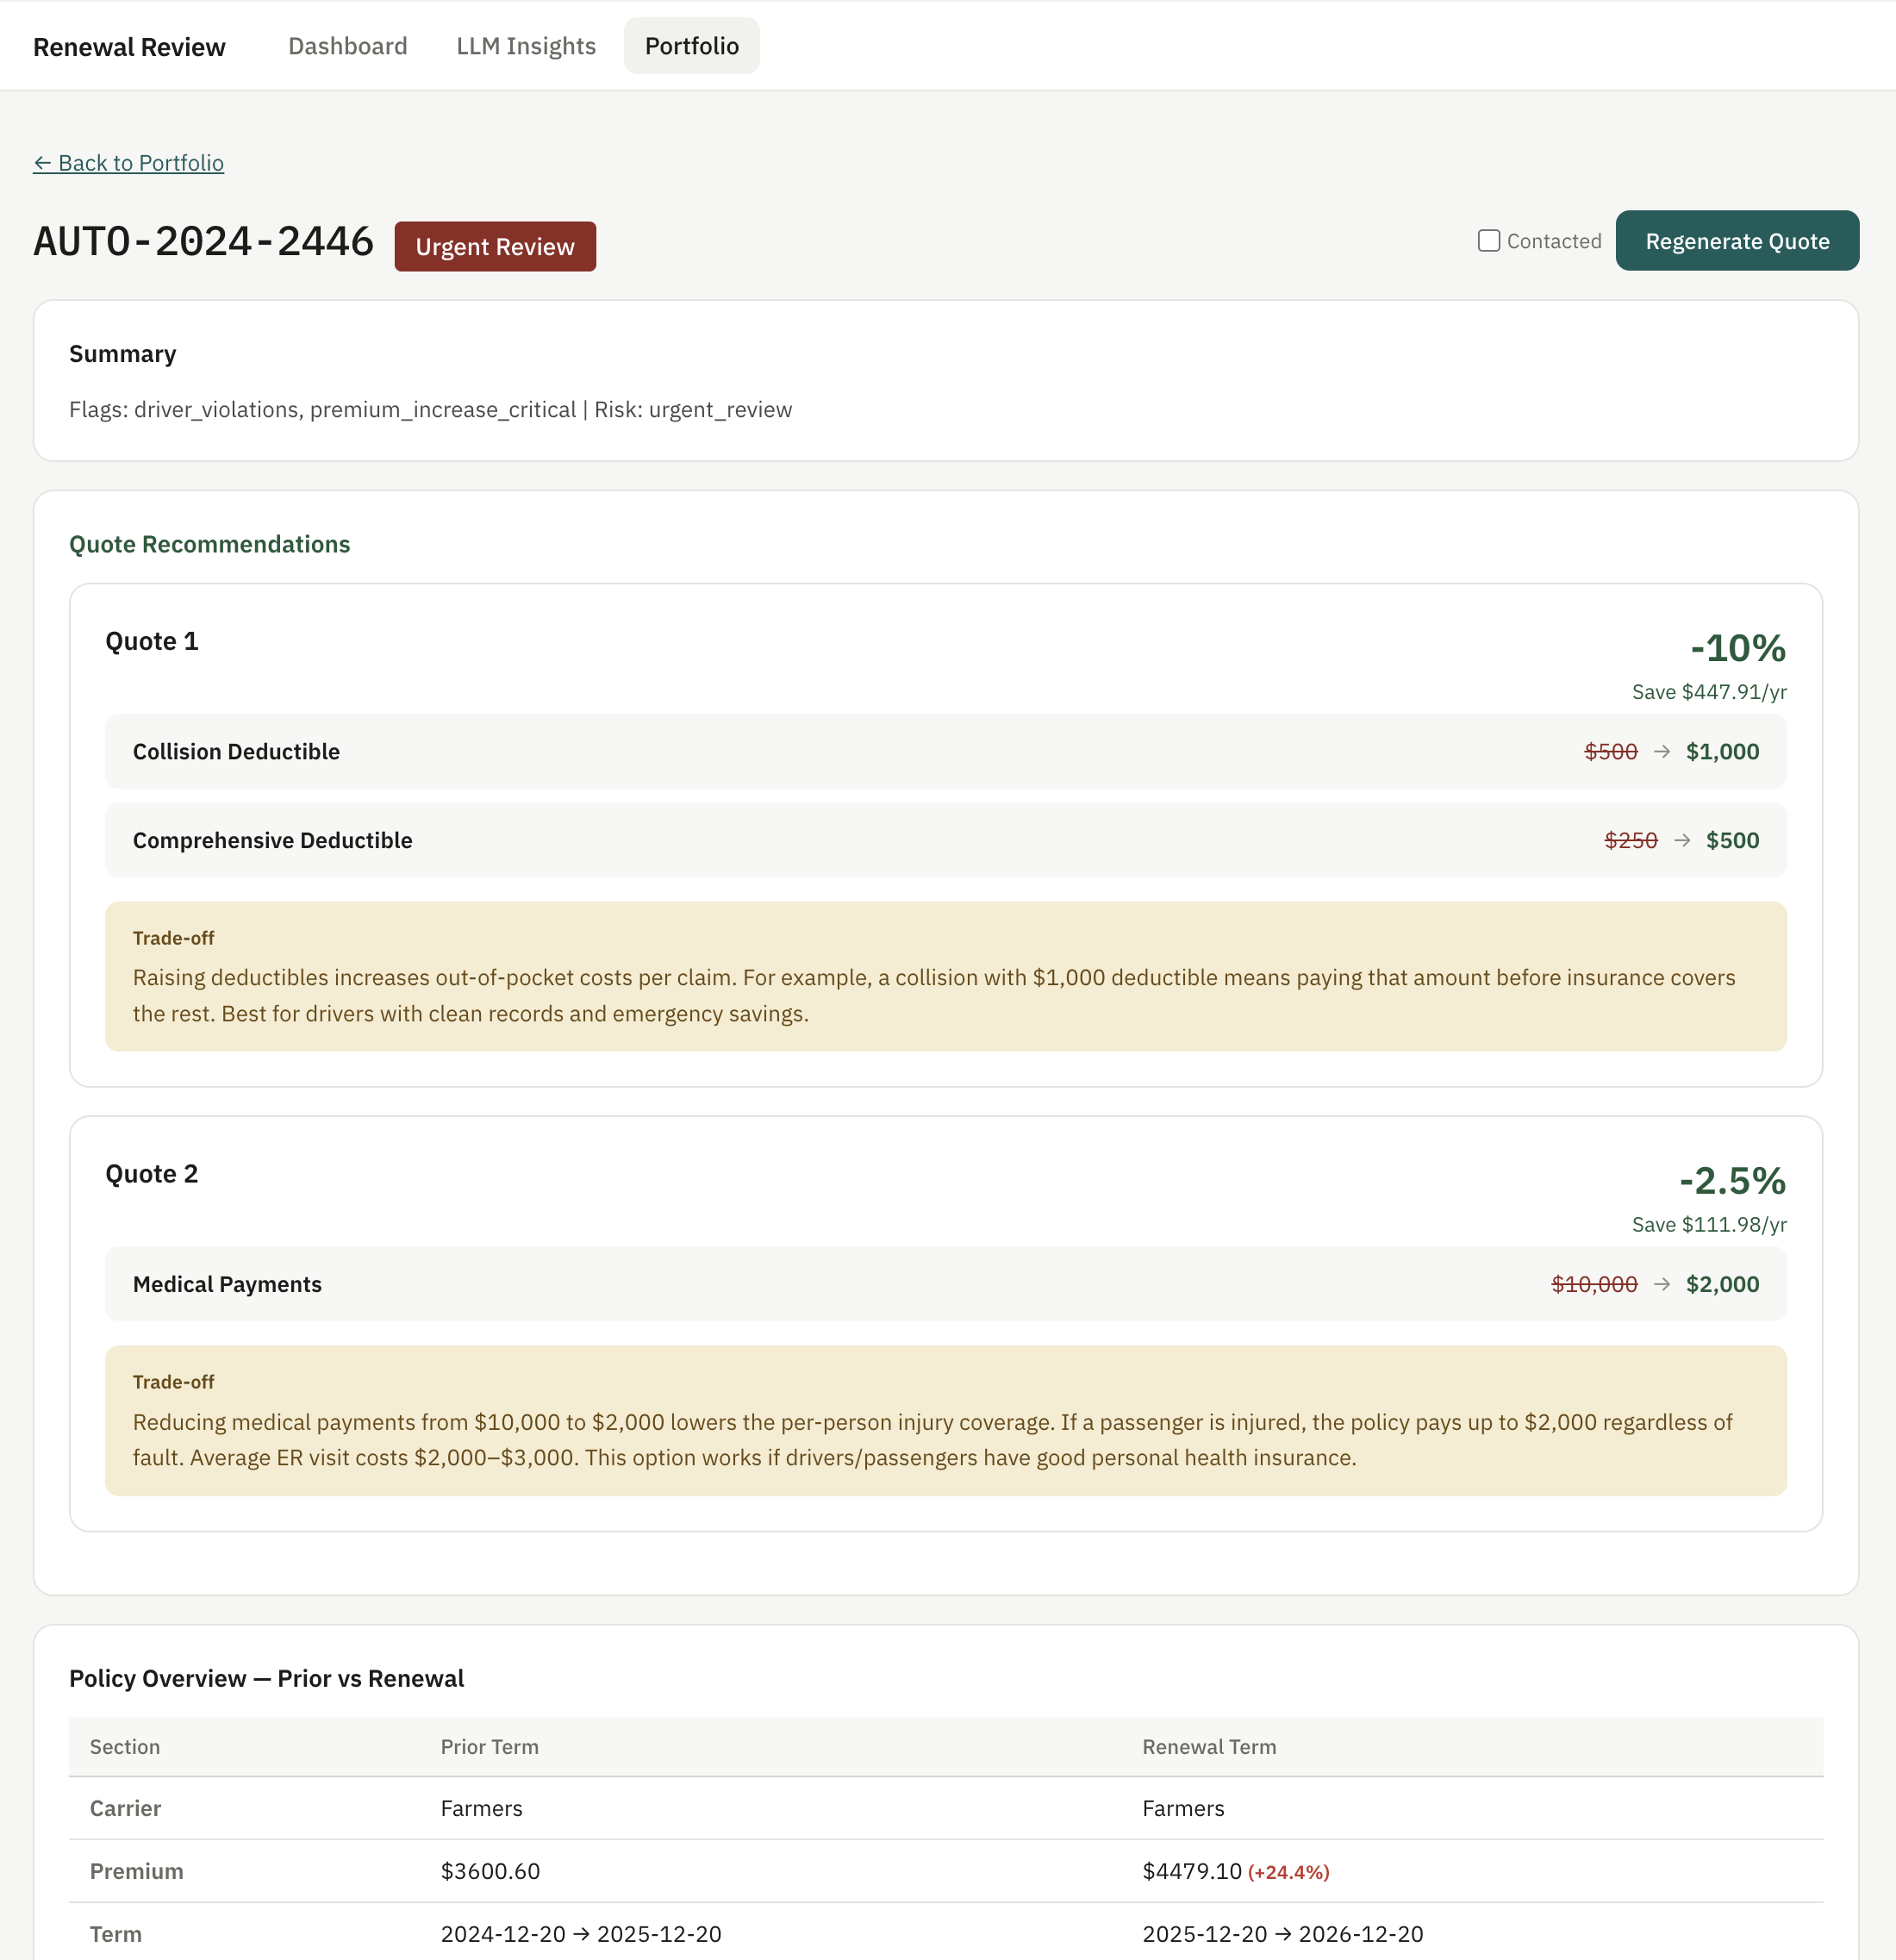 Renewal Review Dashboard LLM Insights Portfolio
← Back to Portfolio
AUTO-2024-2446 Urgent Review Contacted Regenerate Quote
Summary
Flags: driver_violations, premium_increase_critical | Risk: urgent_review
Quote Recommendations
Quote 1 -10%
Save $447.91/yr
Collision Deductible $500 → $1,000
Comprehensive Deductible $250 → $500
Trade-off
Raising deductibles increases out-of-pocket costs per claim. For example, a collision with $1,000 deductible means paying that amount before insurance covers
the rest. Best for drivers with clean records and emergency savings.
Quote 2 -2.5%
Save $111.98/yr
Medical Payments $10,000 → $2,000
Trade-off
Reducing medical payments from $10,000 to $2,000 lowers the per-person injury coverage. If a passenger is injured, the policy pays up to $2,000 regardless of
fault. Average ER visit costs $2,000–$3,000. This option works if drivers/passengers have good personal health insurance.
Policy Overview — Prior vs Renewal
Section Prior Term Renewal Term
Carrier Farmers Farmers
Premium $3600.60 $4479.10 (+24.4%)
Term 2024-12-20 → 2025-12-20 2025-12-20 → 2026-12-20